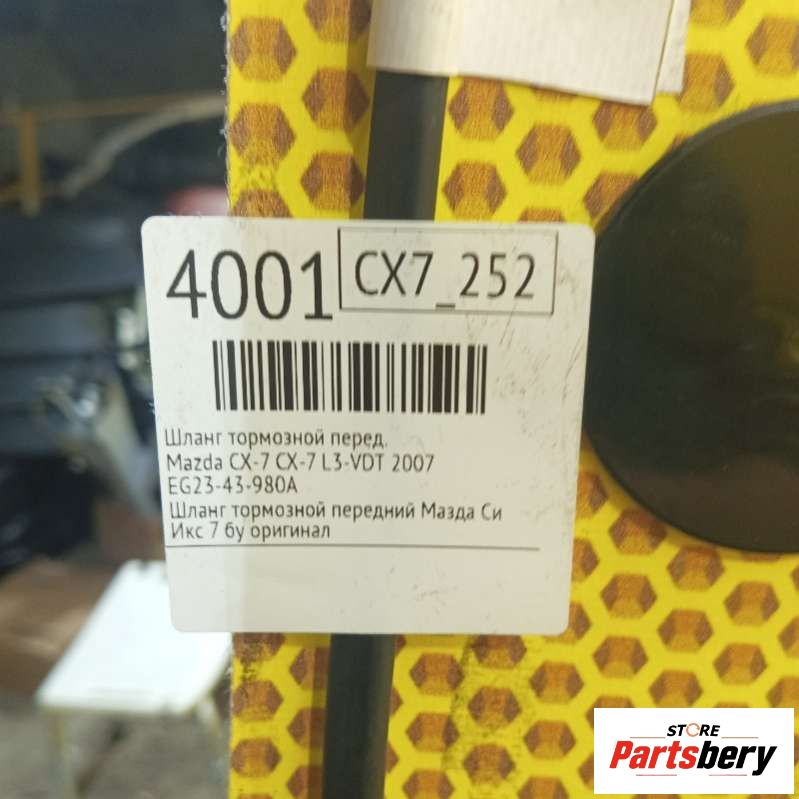 4001 CX7_252
Шланг тормозной перед.
Mazda CX-7 CX-7 L3-VDT 2007
EG23-43-980A
Шланг тормозной передний Мазда Си
Икс 7 бу оригинал
STORE
Partsbery